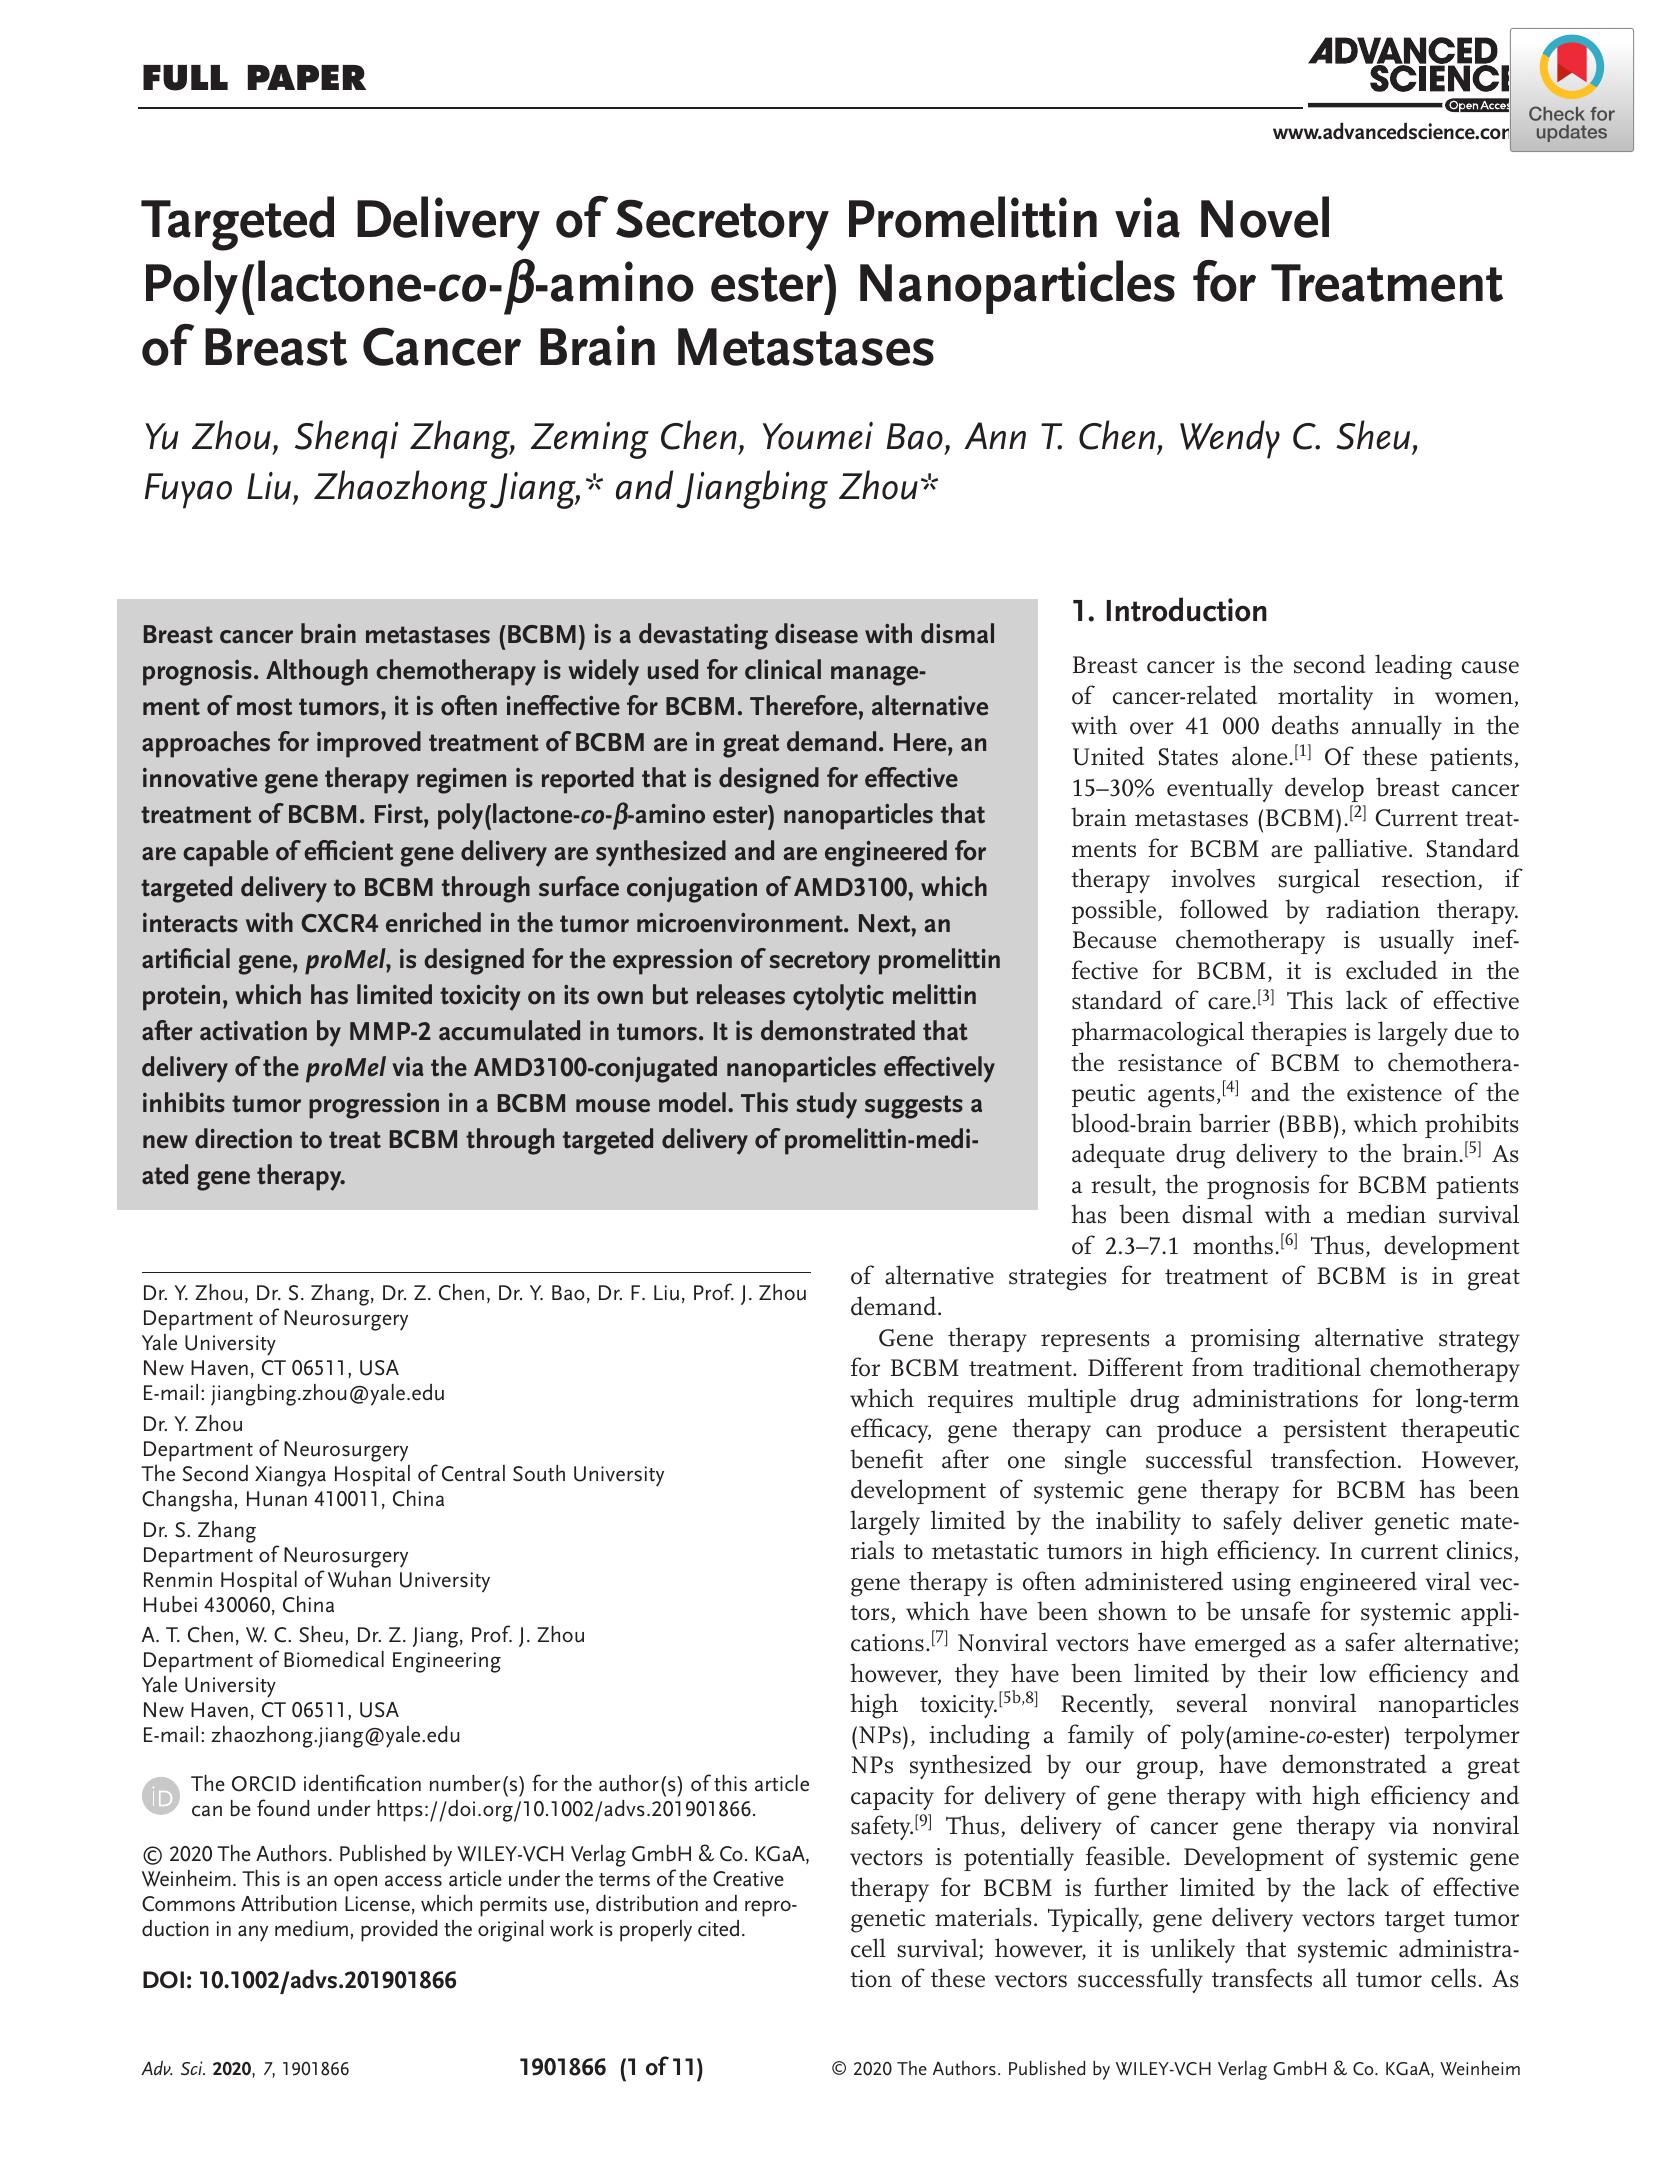 FULL PAPER
ADVANCED
SCIENCE
Open Acces
www.advancedscience.com
Check for
updates
Targeted Delivery of Secretory Promelittin via Novel
Poly(lactone-co-β-amino ester) Nanoparticles for Treatment
of Breast Cancer Brain Metastases
Yu Zhou, Shenqi Zhang, Zeming Chen, Youmei Bao, Ann T. Chen, Wendy C. Sheu,
Fuyao Liu, Zhaozhong Jiang,* and Jiangbing Zhou*
Breast cancer brain metastases (BCBM) is a devastating disease with dismal
prognosis. Although chemotherapy is widely used for clinical manage-
ment of most tumors, it is often ineffective for BCBM. Therefore, alternative
approaches for improved treatment of BCBM are in great demand. Here, an
innovative gene therapy regimen is reported that is designed for effective
treatment of BCBM. First, poly(lactone-co-β-amino ester) nanoparticles that
are capable of efficient gene delivery are synthesized and are engineered for
targeted delivery to BCBM through surface conjugation of AMD3100, which
interacts with CXCR4 enriched in the tumor microenvironment. Next, an
artificial gene, proMel, is designed for the expression of secretory promelittin
protein, which has limited toxicity on its own but releases cytolytic melittin
after activation by MMP-2 accumulated in tumors. It is demonstrated that
delivery of the proMel via the AMD3100-conjugated nanoparticles effectively
inhibits tumor progression in a BCBM mouse model. This study suggests a
new direction to treat BCBM through targeted delivery of promelittin-medi-
ated gene therapy.
1. Introduction
Breast cancer is the second leading cause
of cancer-related mortality in women,
with over 41 000 deaths annually in the
United States alone.[1] Of these patients,
15–30% eventually develop breast cancer
brain metastases (BCBM).[2] Current treat-
ments for BCBM are palliative. Standard
therapy involves surgical resection, if
possible, followed by radiation therapy.
Because chemotherapy is usually inef-
fective for BCBM, it is excluded in the
standard of care.[3] This lack of effective
pharmacological therapies is largely due to
the resistance of BCBM to chemothera-
peutic agents,[4] and the existence of the
blood-brain barrier (BBB), which prohibits
adequate drug delivery to the brain.[5] As
a result, the prognosis for BCBM patients
has been dismal with a median survival
of 2.3–7.1 months.[6] Thus, development
of alternative strategies for treatment of BCBM is in great
demand.
Gene therapy represents a promising alternative strategy
for BCBM treatment. Different from traditional chemotherapy
which requires multiple drug administrations for long-term
efficacy, gene therapy can produce a persistent therapeutic
benefit after one single successful transfection. However,
development of systemic gene therapy for BCBM has been
largely limited by the inability to safely deliver genetic mate-
rials to metastatic tumors in high efficiency. In current clinics,
gene therapy is often administered using engineered viral vec-
tors, which have been shown to be unsafe for systemic appli-
cations.[7] Nonviral vectors have emerged as a safer alternative;
however, they have been limited by their low efficiency and
high toxicity.[5b,8] Recently, several nonviral nanoparticles
(NPs), including a family of poly(amine-co-ester) terpolymer
NPs synthesized by our group, have demonstrated a great
capacity for delivery of gene therapy with high efficiency and
safety.[9] Thus, delivery of cancer gene therapy via nonviral
vectors is potentially feasible. Development of systemic gene
therapy for BCBM is further limited by the lack of effective
genetic materials. Typically, gene delivery vectors target tumor
cell survival; however, it is unlikely that systemic administra-
tion of these vectors successfully transfects all tumor cells. As
Dr. Y. Zhou, Dr. S. Zhang, Dr. Z. Chen, Dr. Y. Bao, Dr. F. Liu, Prof. J. Zhou
Department of Neurosurgery
Yale University
New Haven, CT 06511, USA
E-mail: jiangbing.zhou@yale.edu
Dr. Y. Zhou
Department of Neurosurgery
The Second Xiangya Hospital of Central South University
Changsha, Hunan 410011, China
Dr. S. Zhang
Department of Neurosurgery
Renmin Hospital of Wuhan University
Hubei 430060, China
A. T. Chen, W. C. Sheu, Dr. Z. Jiang, Prof. J. Zhou
Department of Biomedical Engineering
Yale University
New Haven, CT 06511, USA
E-mail: zhaozhong.jiang@yale.edu
iD
The ORCID identification number(s) for the author(s) of this article
can be found under https://doi.org/10.1002/advs.201901866.
© 2020 The Authors. Published by WILEY-VCH Verlag GmbH & Co. KGaA,
Weinheim. This is an open access article under the terms of the Creative
Commons Attribution License, which permits use, distribution and repro-
duction in any medium, provided the original work is properly cited.
DOI: 10.1002/advs.201901866
Adv. Sci. 2020, 7, 1901866
1901866 (1 of 11)
© 2020 The Authors. Published by WILEY-VCH Verlag GmbH & Co. KGaA, Weinheim